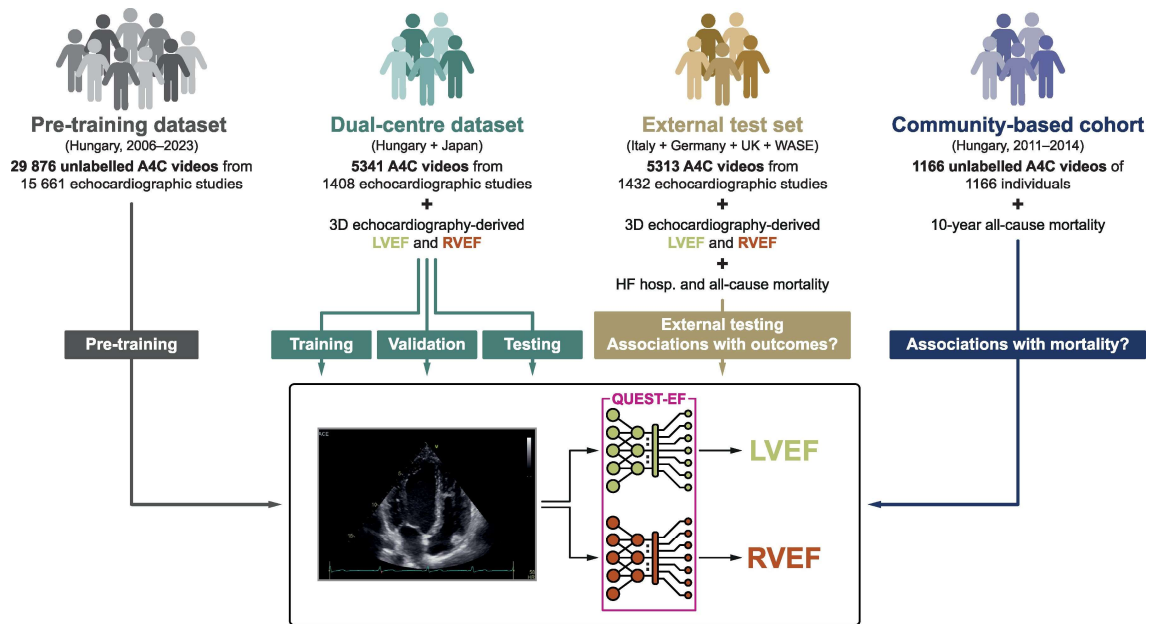 Pre-training dataset
(Hungary, 2006–2023)
29 876 unlabelled A4C videos from
15 661 echocardiographic studies
Pre-training
Dual-centre dataset
(Hungary + Japan)
5341 A4C videos from
1408 echocardiographic studies
+
3D echocardiography-derived
LVEF and RVEF
Training
Validation
Testing
External test set
(Italy + Germany + UK + WASE)
5313 A4C videos from
1432 echocardiographic studies
+
3D echocardiography-derived
LVEF and RVEF
+
HF hosp. and all-cause mortality
External testing
Associations with outcomes?
Community-based cohort
(Hungary, 2011–2014)
1166 unlabelled A4C videos of
1166 individuals
+
10-year all-cause mortality
Associations with mortality?
QUEST-EF
LVEF
RVEF